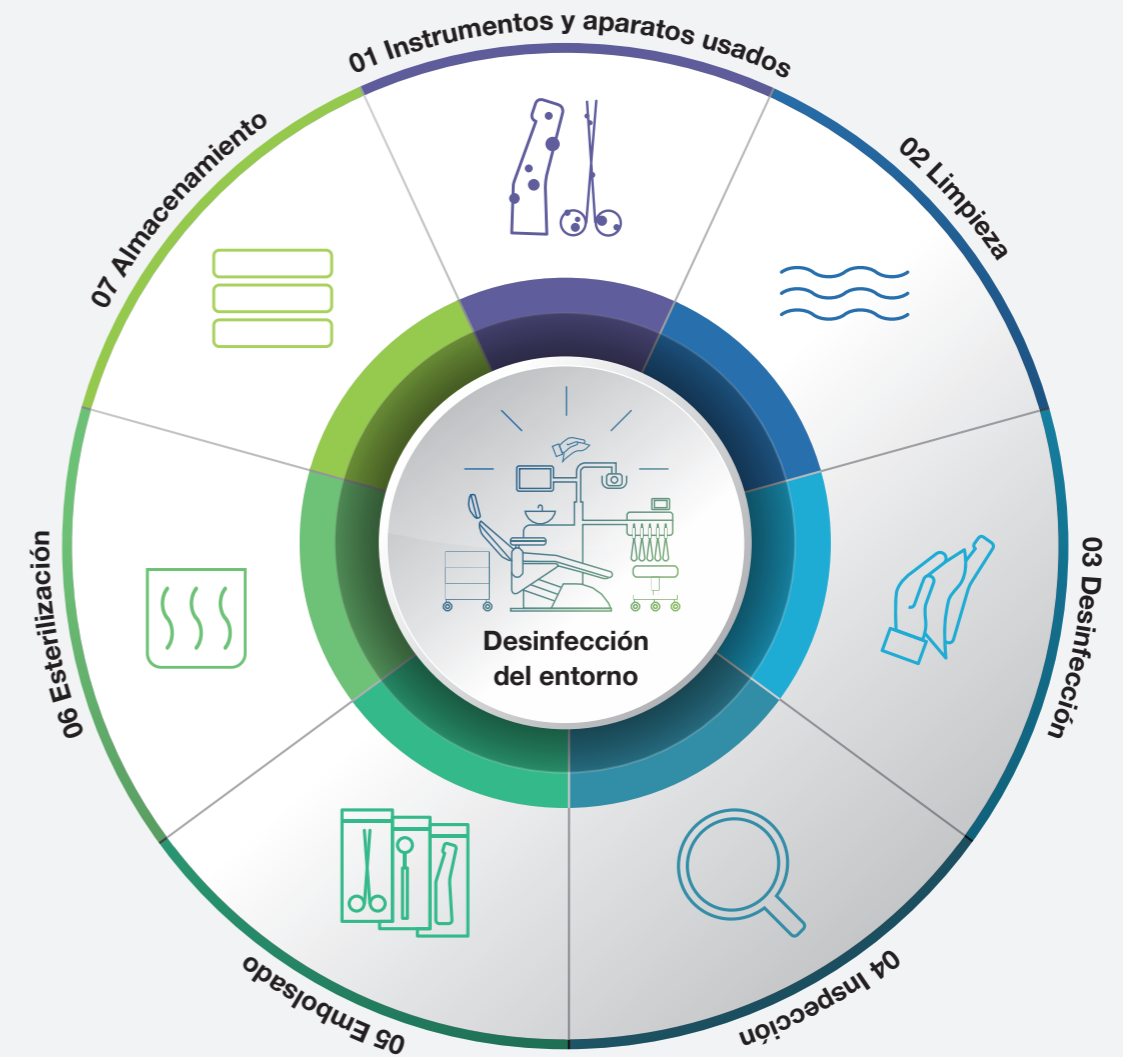 01 Instrumentos y aparatos usados
02 Limpieza
03 Desinfección
04 Inspección
05 Embolsado
06 Esterilización
07 Almacenamiento
Desinfección
del entorno